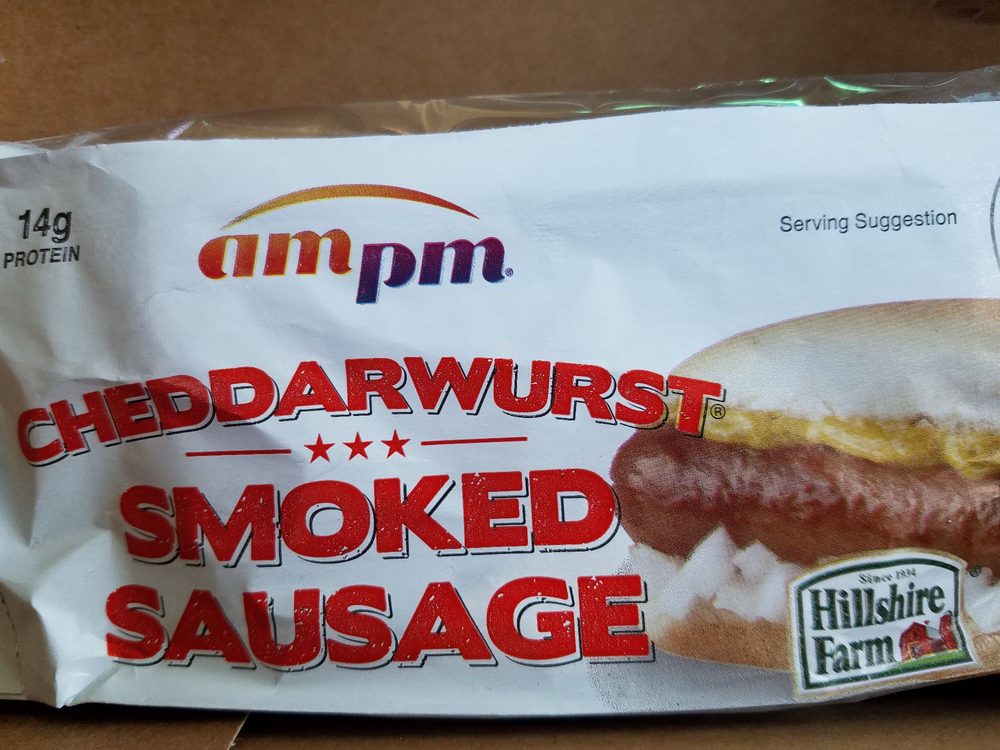 14g
PROTEIN
ampm
Serving Suggestion
CHEDDARWURST®
SMOKED
SAUSAGE
Since 1934
Hillshire
Farm